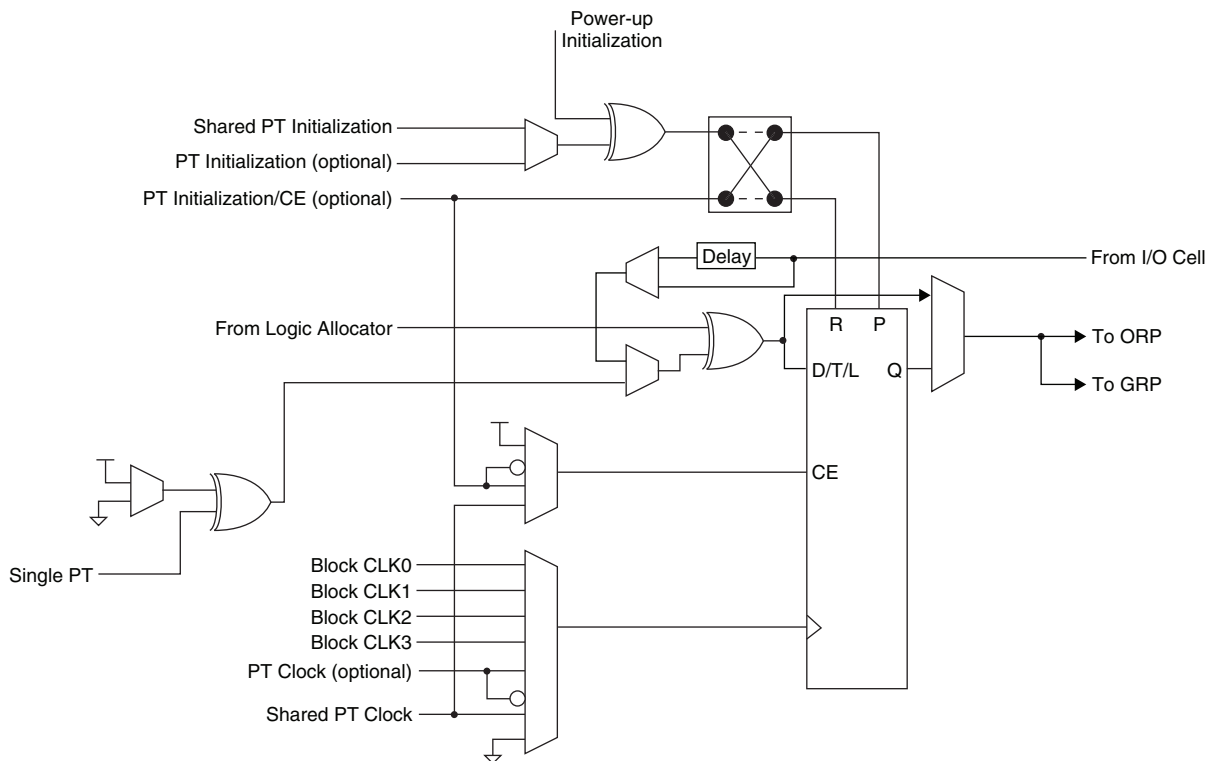 Power-up
Initialization
Shared PT Initialization
PT Initialization (optional)
PT Initialization/CE (optional)
Delay
From I/O Cell
From Logic Allocator
R
P
To ORP
D/T/L
Q
To GRP
CE
Single PT
Block CLK0
Block CLK1
Block CLK2
Block CLK3
PT Clock (optional)
Shared PT Clock